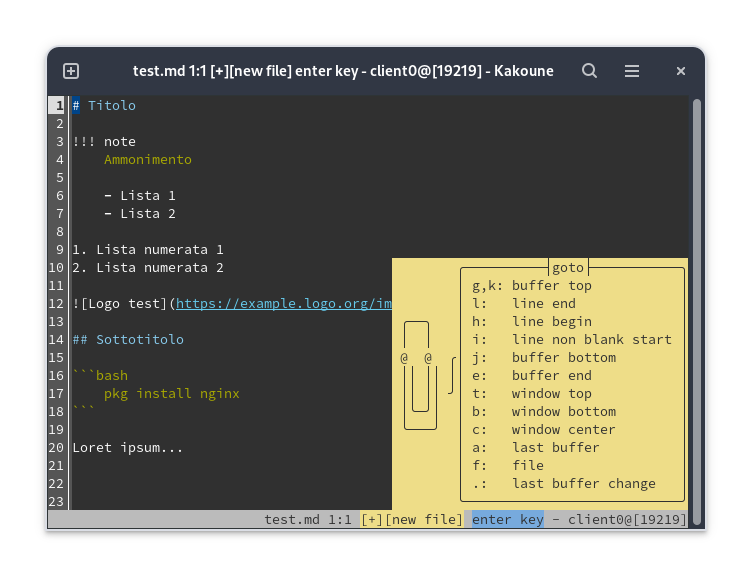 test.md 1:1 [+][new file] enter key - client0@[19219] - Kakoune
1 # Titolo
2
3 !!! note
4     Ammonimento
5
6     - Lista 1
7     - Lista 2
8
9 1. Lista numerata 1
10 2. Lista numerata 2
11
12 ![Logo test](https://example.logo.org/im
13
14 ## Sottotitolo
15
16 ```bash
17     pkg install nginx
18 ```
19
20 Loret ipsum...
21
22
23
goto
g,k: buffer top
l:   line end
h:   line begin
i:   line non blank start
@  @
j:   buffer bottom
e:   buffer end
t:   window top
b:   window bottom
c:   window center
a:   last buffer
f:   file
.:   last buffer change
test.md 1:1 [+][new file] enter key - client0@[19219]